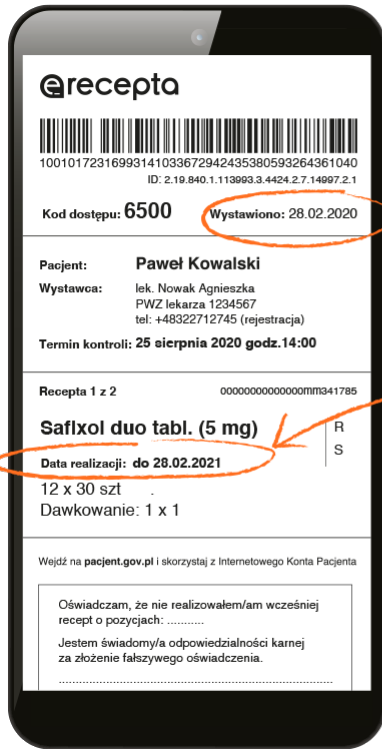 erecepta
10010172316993141033672942435380593264361040
ID: 2.19.840.1.113993.3.4424.2.7.14997.2.1
Kod dostępu: 6500 Wystawiono: 28.02.2020
Pacjent: Paweł Kowalski
Wystawca: lek. Nowak Agnieszka
PWZ lekarza 1234567
tel: +48322712745 (rejestracja)
Termin kontroli: 25 sierpnia 2020 godz.14:00
Recepta 1 z 2 00000000000000mm341785
Saflxol duo tabl. (5 mg) R
Data realizacji: do 28.02.2021 S
12 x 30 szt .
Dawkowanie: 1 x 1
Wejdź na pacjent.gov.pl i skorzystaj z Internetowego Konta Pacjenta
Oświadczam, że nie realizowałem/am wcześniej
recept o pozycjach: ...........
Jestem świadomy/a odpowiedzialności karnej
za złożenie fałszywego oświadczenia.
.....................................................................